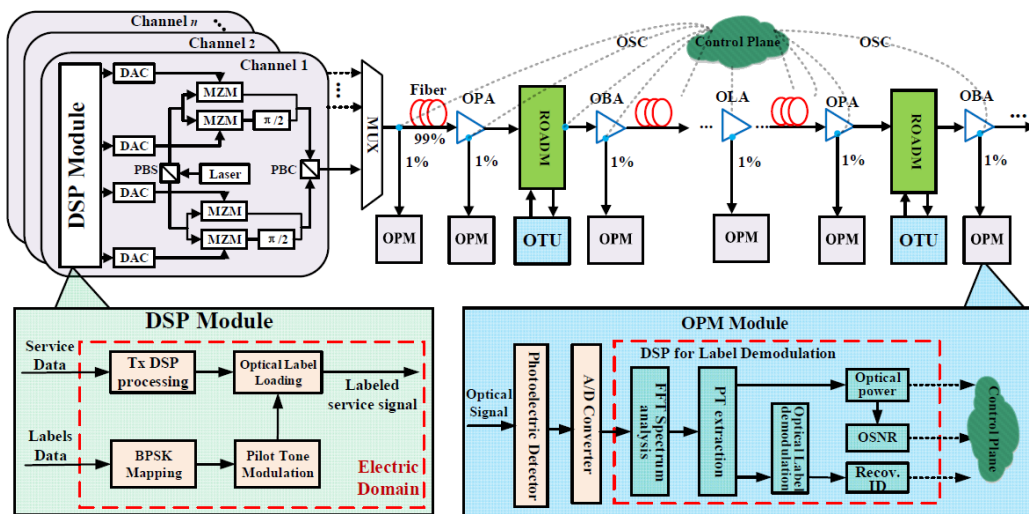 Channel n
Channel 2
Channel 1
DSP Module
DAC
DAC
DAC
DAC
MZM
MZM
π/2
PBS
Laser
PBC
MZM
MZM
π/2
MUX
Fiber
99%
1%
OPM
OPA
1%
OPM
ROADM
OTU
OSC
OBA
1%
OPM
Control Plane
OLA
1%
OPM
OSC
OPA
1%
OPM
ROADM
OTU
OBA
1%
OPM
DSP Module
Service
Data
Tx DSP
processing
Optical Label
Loading
Labeled
service signal
Labels
Data
BPSK
Mapping
Pilot Tone
Modulation
Electric
Domain
OPM Module
DSP for Label Demodulation
Optical
Signal
Photoelectric Detector
A/D Converter
FFT Spectrum
analysis
PT extraction
Optical Label
demodulation
Optical
power
OSNR
Recov.
ID
Control Plane